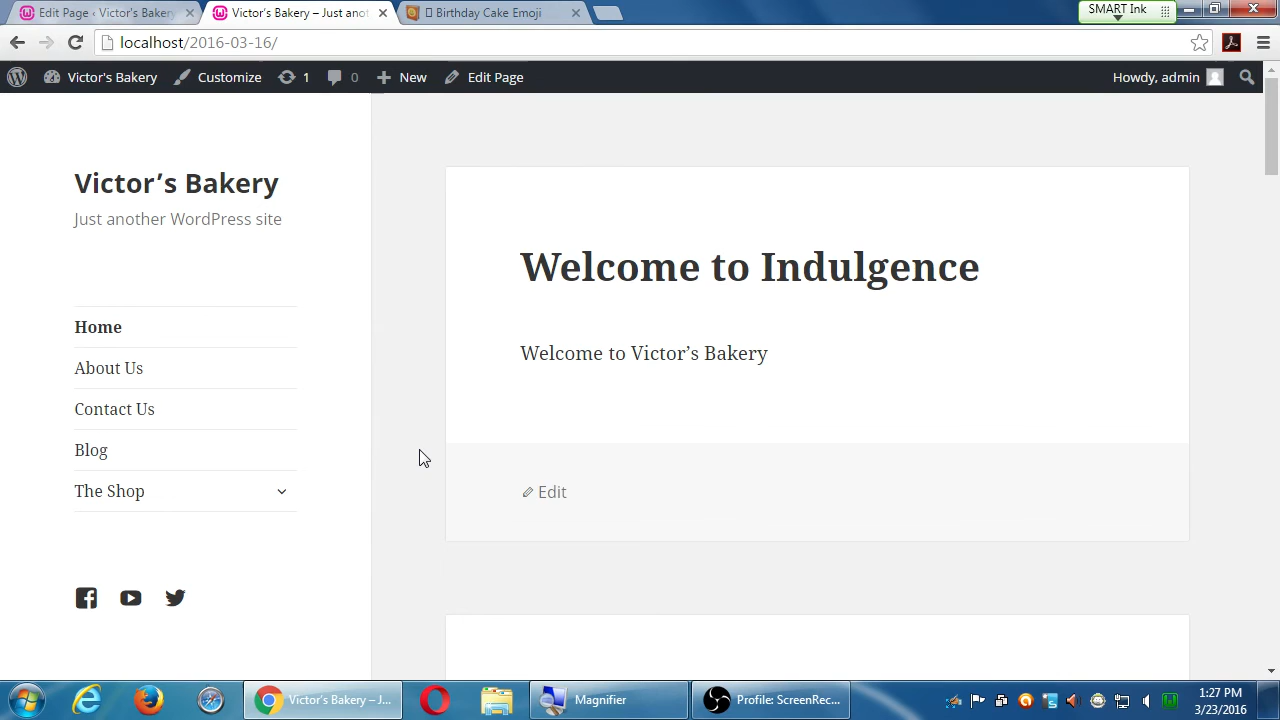 Edit Page ‹ Victor's Bakery
Victor's Bakery – Just anot
Birthday Cake Emoji
SMART Ink
localhost/2016-03-16/
Victor's Bakery
Customize
1
0
New
Edit Page
Howdy, admin
Victor’s Bakery
Just another WordPress site
Home
About Us
Contact Us
Blog
The Shop
Welcome to Indulgence
Welcome to Victor’s Bakery
Edit
Victor's Bakery – J...
Magnifier
Profile: ScreenRec...
1:27 PM
3/23/2016